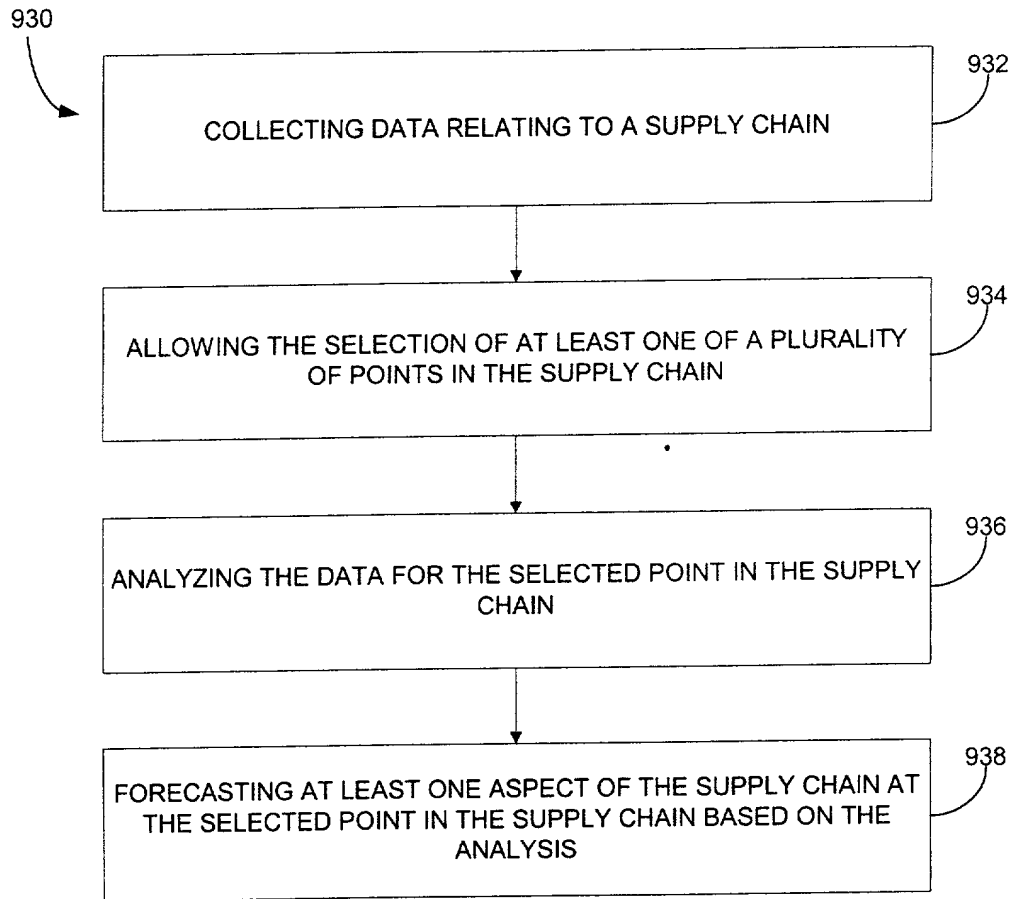 930
932
COLLECTING DATA RELATING TO A SUPPLY CHAIN
934
ALLOWING THE SELECTION OF AT LEAST ONE OF A PLURALITY
OF POINTS IN THE SUPPLY CHAIN
936
ANALYZING THE DATA FOR THE SELECTED POINT IN THE SUPPLY
CHAIN
938
FORECASTING AT LEAST ONE ASPECT OF THE SUPPLY CHAIN AT
THE SELECTED POINT IN THE SUPPLY CHAIN BASED ON THE
ANALYSIS